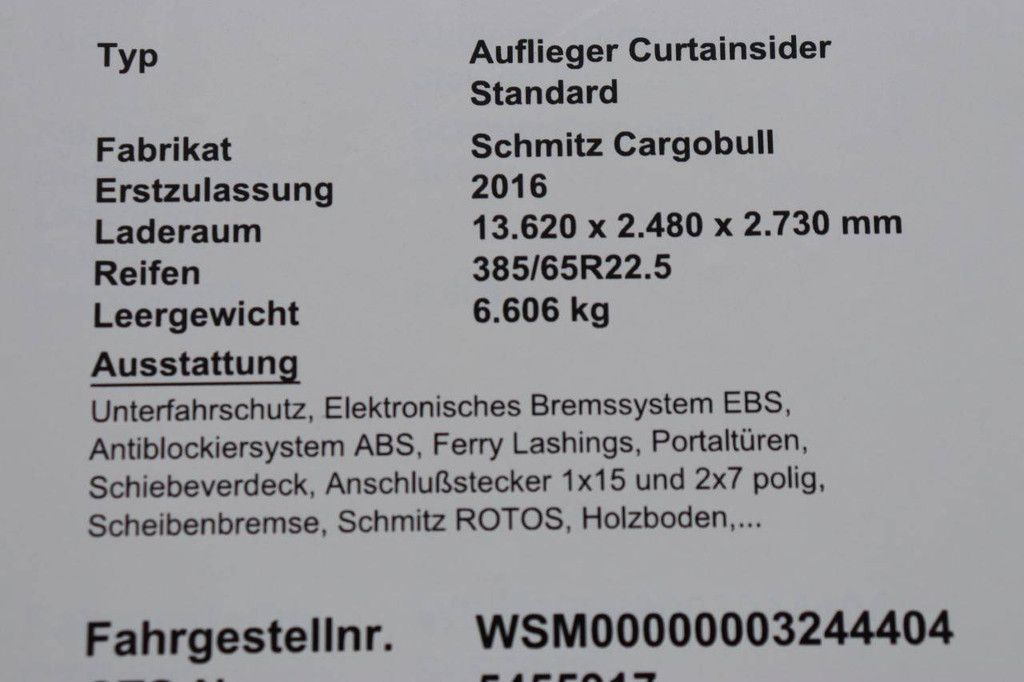 Typ Auflieger Curtainsider
Standard
Fabrikat Schmitz Cargobull
Erstzulassung 2016
Laderaum 13.620 x 2.480 x 2.730 mm
Reifen 385/65R22.5
Leergewicht 6.606 kg
Ausstattung
Unterfahrschutz, Elektronisches Bremssystem EBS,
Antiblockiersystem ABS, Ferry Lashings, Portaltüren,
Schiebeverdeck, Anschlußstecker 1x15 und 2x7 polig,
Scheibenbremse, Schmitz ROTOS, Holzboden,...
Fahrgestellnr. WSM00000003244404